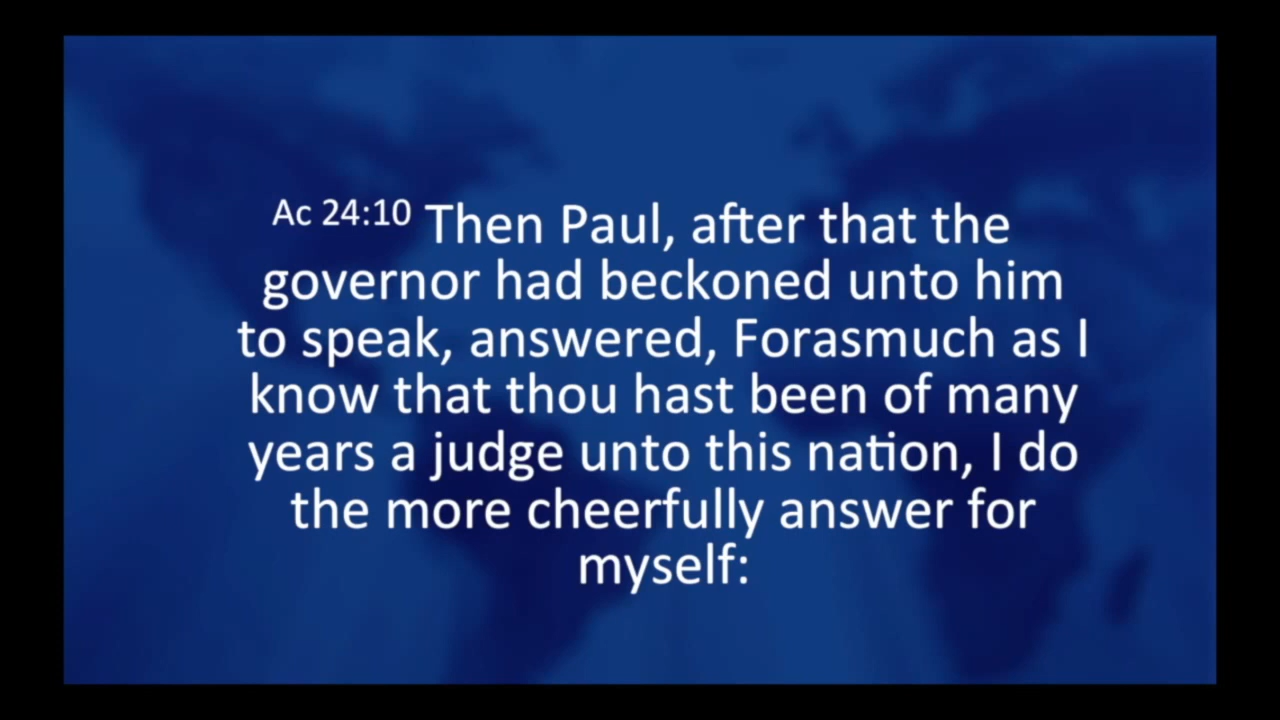 Ac 24:10 Then Paul, after that the
governor had beckoned unto him
to speak, answered, Forasmuch as I
know that thou hast been of many
years a judge unto this nation, I do
the more cheerfully answer for
myself: